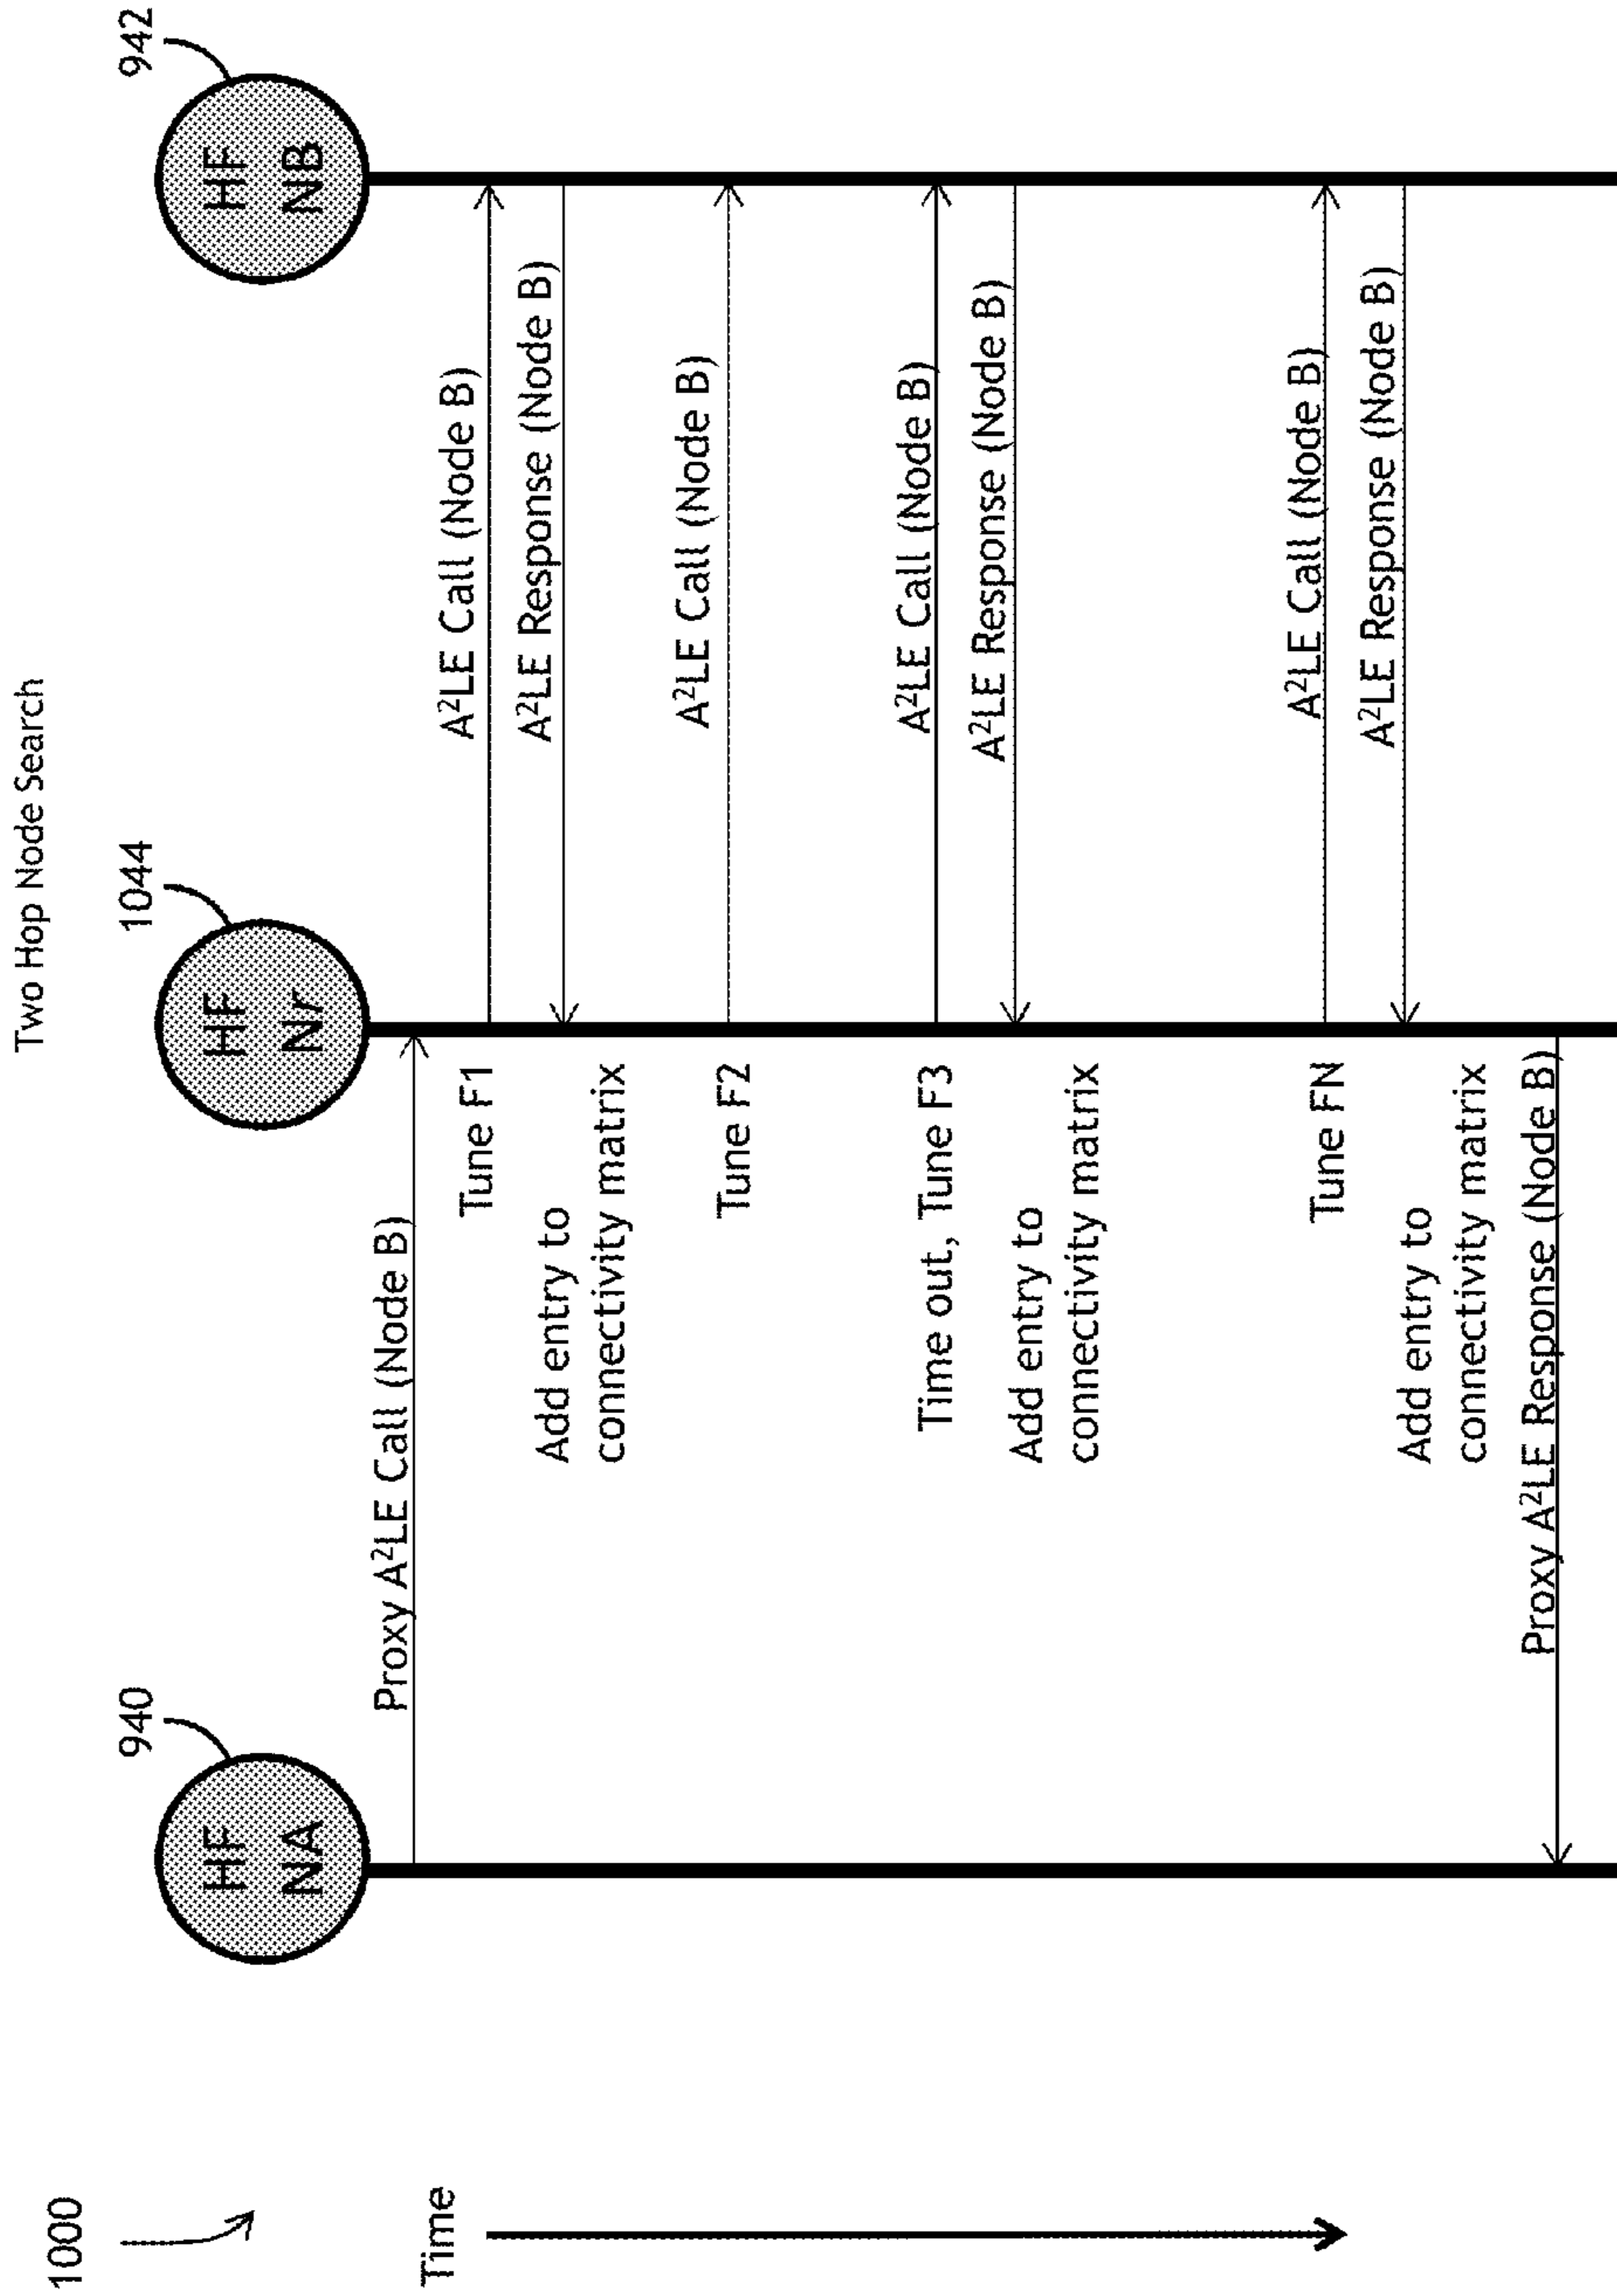 Two Hop Node Search
1000
940
1044
942
HF
NA
HF
Nr
HF
NB
Time
Proxy A²LE Call (Node B)
Tune F1
A²LE Call (Node B)
A²LE Response (Node B)
Add entry to
connectivity matrix
Tune F2
A²LE Call (Node B)
Time out, Tune F3
A²LE Call (Node B)
A²LE Response (Node B)
Add entry to
connectivity matrix
Tune FN
A²LE Call (Node B)
A²LE Response (Node B)
Add entry to
connectivity matrix
Proxy A²LE Response (Node B)